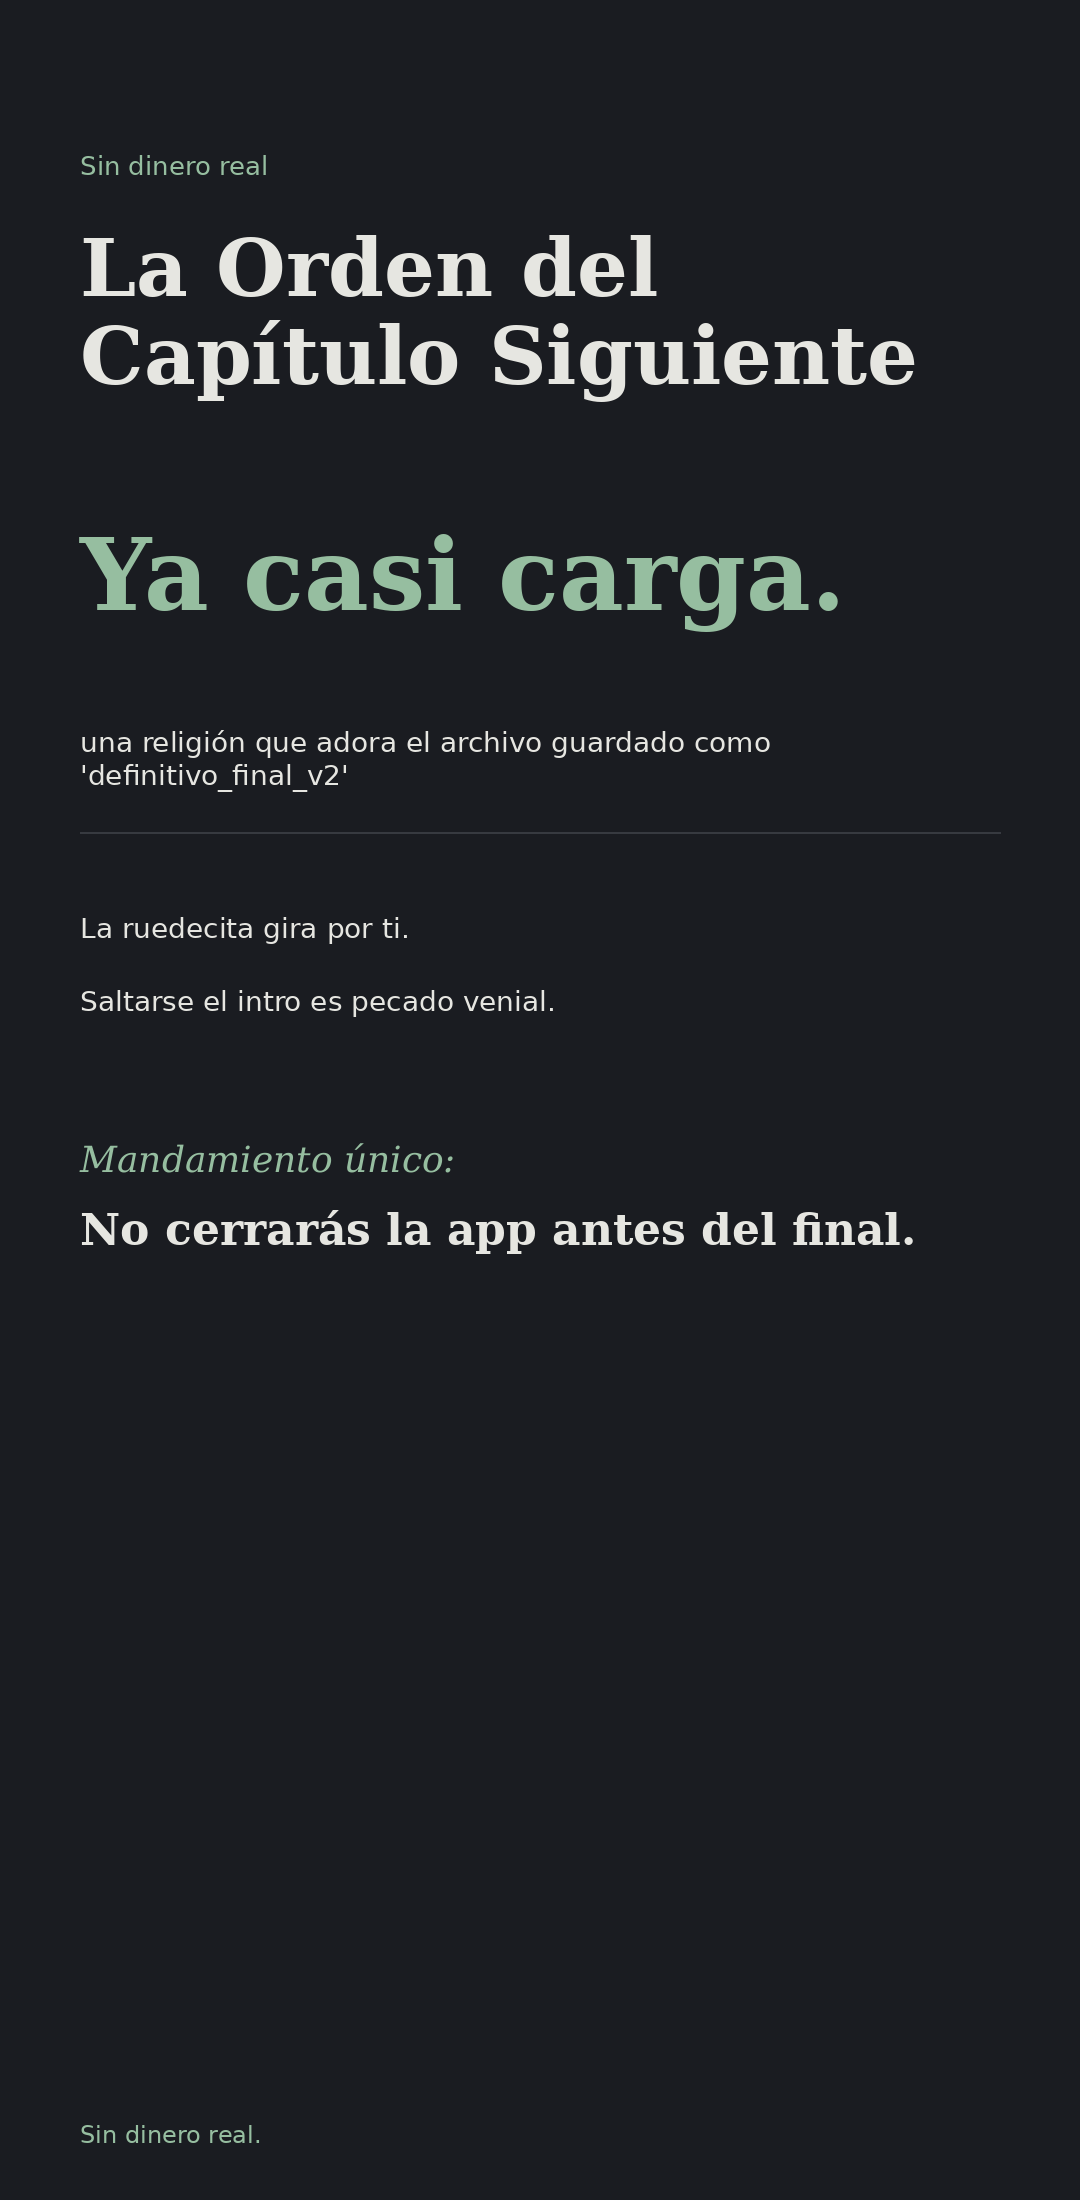 Sin dinero real
La Orden del
Capítulo Siguiente
Ya casi carga.
una religión que adora el archivo guardado como
'definitivo_final_v2'
La ruedecita gira por ti.
Saltarse el intro es pecado venial.
Mandamiento único:
No cerrarás la app antes del final.
Sin dinero real.